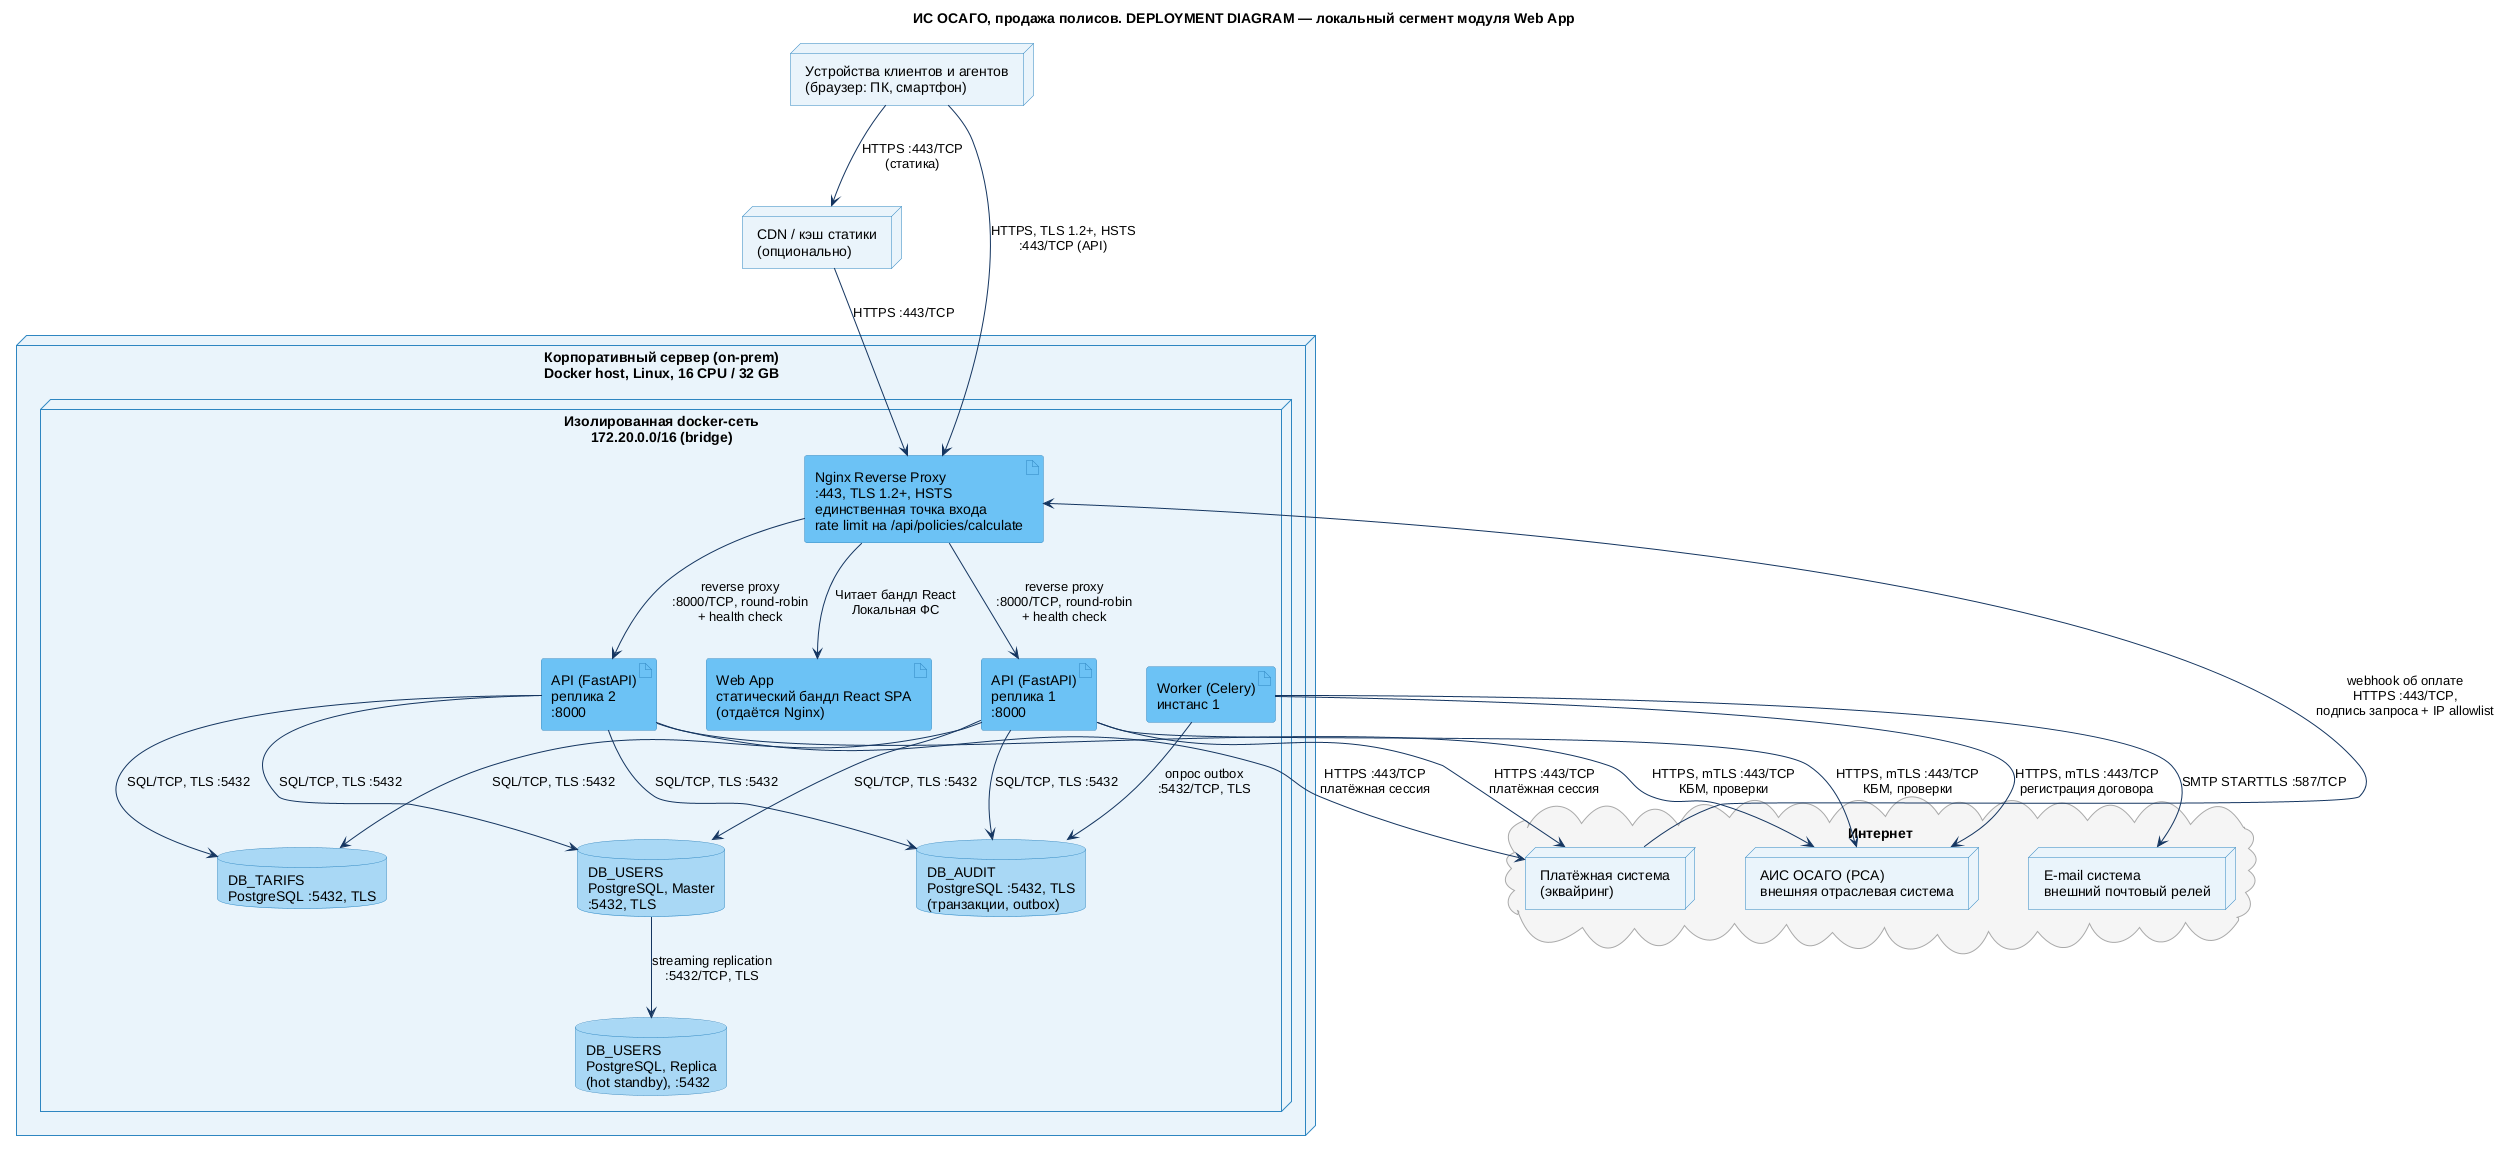 ИС ОСАГО, продажа полисов. DEPLOYMENT DIAGRAM — локальный сегмент модуля Web App
Устройства клиентов и агентов
(браузер: ПК, смартфон)
HTTPS :443/TCP
(статика)
HTTPS, TLS 1.2+, HSTS
:443/TCP (API)
CDN / кэш статики
(опционально)
HTTPS :443/TCP
Корпоративный сервер (on-prem)
Docker host, Linux, 16 CPU / 32 GB
Изолированная docker-сеть
172.20.0.0/16 (bridge)
Nginx Reverse Proxy
:443, TLS 1.2+, HSTS
единственная точка входа
rate limit на /api/policies/calculate
reverse proxy
:8000/TCP, round-robin
+ health check
Читает бандл React
Локальная ФС
reverse proxy
:8000/TCP, round-robin
+ health check
webhook об оплате
HTTPS :443/TCP,
подпись запроса + IP allowlist
API (FastAPI)
реплика 2
:8000
Web App
статический бандл React SPA
(отдаётся Nginx)
API (FastAPI)
реплика 1
:8000
Worker (Celery)
инстанс 1
SQL/TCP, TLS :5432
SQL/TCP, TLS :5432
SQL/TCP, TLS :5432
SQL/TCP, TLS :5432
SQL/TCP, TLS :5432
SQL/TCP, TLS :5432
опрос outbox
:5432/TCP, TLS
HTTPS :443/TCP
платёжная сессия
HTTPS :443/TCP
платёжная сессия
HTTPS, mTLS :443/TCP
КБМ, проверки
HTTPS, mTLS :443/TCP
КБМ, проверки
HTTPS, mTLS :443/TCP
регистрация договора
SMTP STARTTLS :587/TCP
Интернет
DB_TARIFS
PostgreSQL :5432, TLS
DB_USERS
PostgreSQL, Master
:5432, TLS
DB_AUDIT
PostgreSQL :5432, TLS
(транзакции, outbox)
Платёжная система
(эквайринг)
АИС ОСАГО (РСА)
внешняя отраслевая система
E-mail система
внешний почтовый релей
streaming replication
:5432/TCP, TLS
DB_USERS
PostgreSQL, Replica
(hot standby), :5432